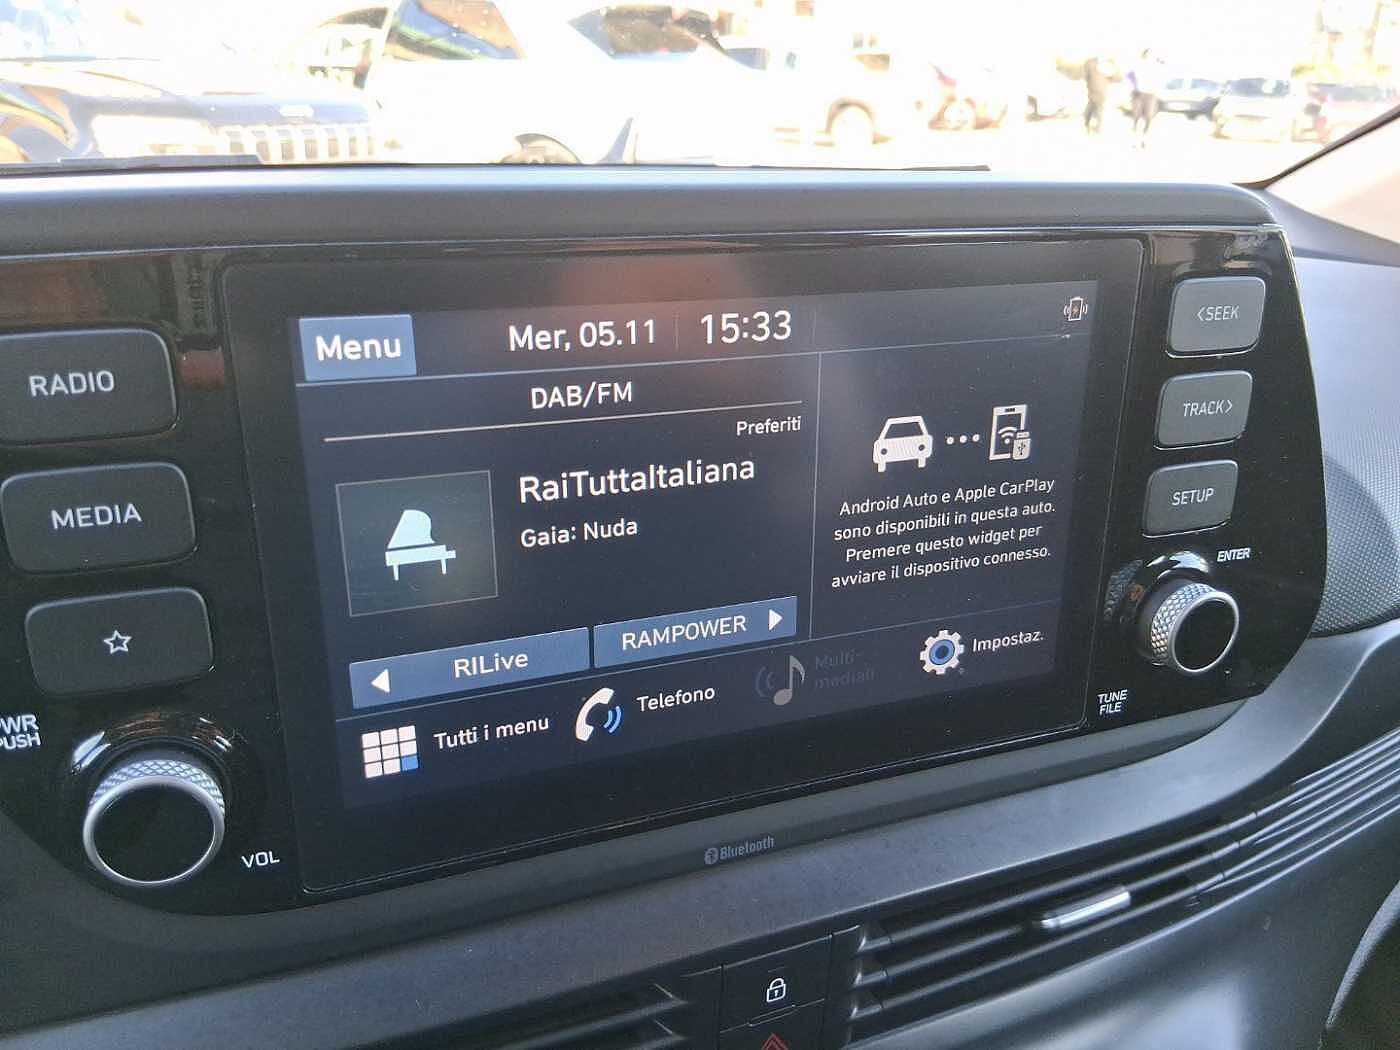 Menu
Mer, 05.11
15:33
DAB/FM
Preferiti
RaiTuttaItaliana
Gaia: Nuda
RILive
RAMPOWER
Android Auto e Apple CarPlay
sono disponibili in questa auto.
Premere questo widget per
avviare il dispositivo connesso.
Tutti i menu
Telefono
Multi-
mediali
Impostaz.
RADIO
MEDIA
PWR
PUSH
VOL
<SEEK
TRACK>
SETUP
ENTER
TUNE
FILE
Bluetooth